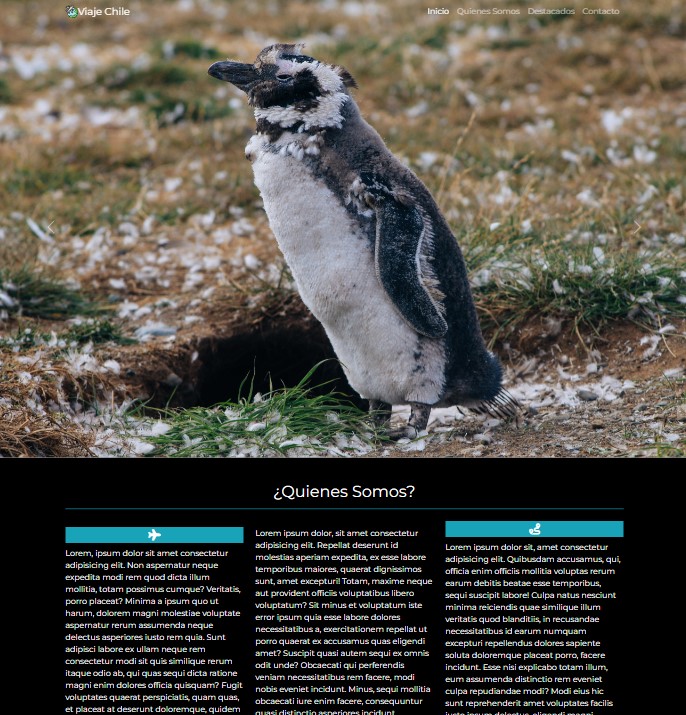 Viaje Chile
Inicio Quienes Somos Destacados Contacto
¿Quienes Somos?
Lorem, ipsum dolor sit amet consectetur
adipisicing elit. Non aspernatur neque
expedita modi rem quod dicta illum
mollitia, totam possimus cumque? Veritatis,
porro placeat? Minima a ipsum quo ut
harum, dolorem magni molestiae voluptate
aspernatur rerum assumenda neque
delectus asperiores iusto rem quia. Sunt
adipisci labore ex ullam neque rem
consectetur modi sit quis similique rerum
itaque odio ab, qui quas sequi dicta ratione
magni enim dolores officia quisquam? Fugit
voluptates quaerat perspiciatis, quam quas,
et placeat at deserunt doloremque, quidem
Lorem ipsum dolor, sit amet consectetur
adipisicing elit. Repellat deserunt id
molestias aperiam expedita, ex esse labore
temporibus maiores, quaerat dignissimos
sunt, amet excepturi! Totam, maxime neque
aut provident officiis voluptatibus libero
voluptatum? Sit minus et voluptatum iste
error ipsum quia esse labore dolores
necessitatibus a, exercitationem repellat ut
porro quaerat ex accusamus quas eligendi
amet? Suscipit quasi autem sequi ex omnis
odit unde? Obcaecati qui perferendis
veniam necessitatibus rem facere, modi
nobis eveniet incidunt. Minus, sequi mollitia
obcaecati iure enim facere, consequuntur
quasi distinctio asperiores incidunt
Lorem ipsum dolor sit, amet consectetur
adipisicing elit. Quibusdam accusamus, qui,
officia enim officiis mollitia voluptas rerum
earum debitis beatae esse temporibus,
sequi suscipit labore! Culpa natus nesciunt
minima reiciendis quae similique illum
veritatis quod blanditiis, in recusandae
necessitatibus id earum numquam
excepturi repellendus dolores sapiente
soluta doloremque placeat porro, facere
incidunt. Esse nisi explicabo totam illum,
eum assumenda distinctio rem eveniet
culpa repudiandae modi? Modi eius hic
sunt reprehenderit amet voluptates facilis